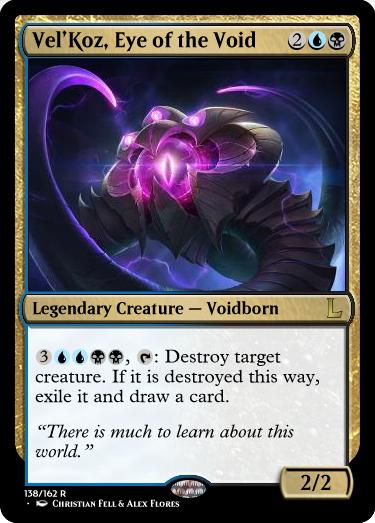 Vel'Koz, Eye of the Void 2
Legendary Creature — Voidborn L
3, : Destroy target
creature. If it is destroyed this way,
exile it and draw a card.
“There is much to learn about this
world.”
2/2
138/162 R
· Christian Fell & Alex Flores